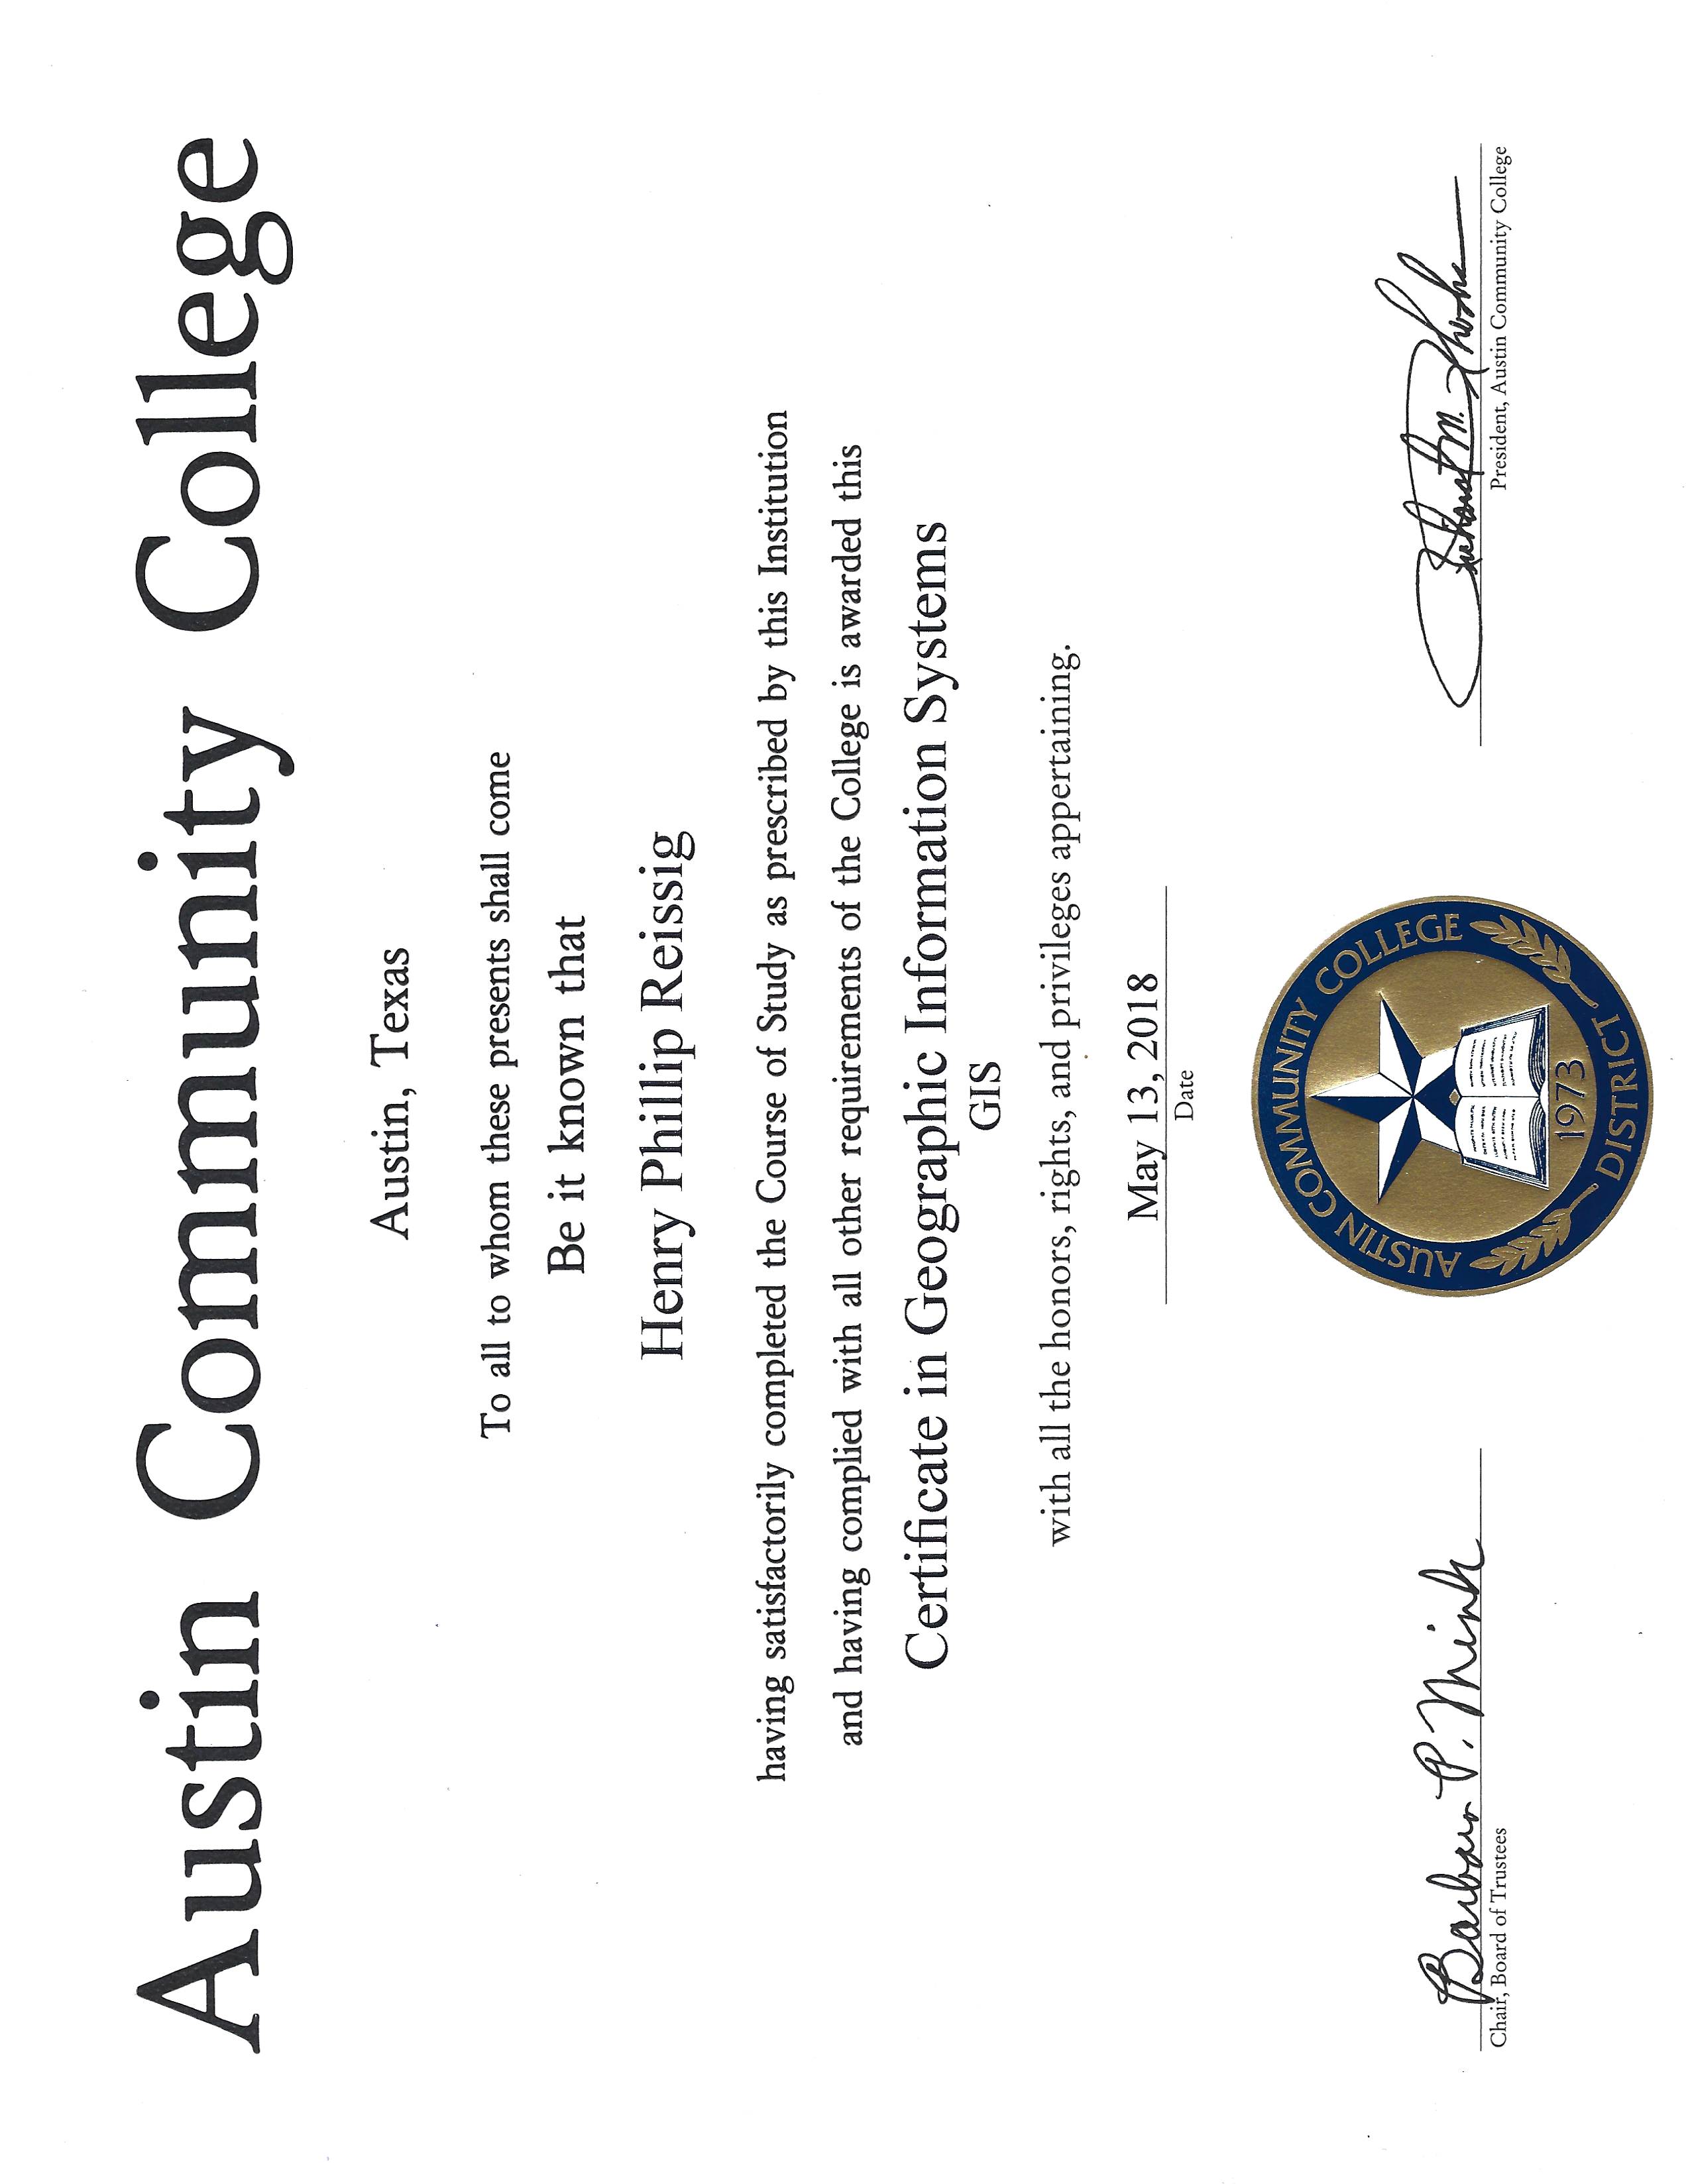 Austin Community College
Austin, Texas
To all to whom these presents shall come
Be it known that
Henry Phillip Reissig
having satisfactorily completed the Course of Study as prescribed by this Institution
and having complied with all other requirements of the College is awarded this
Certificate in Geographic Information Systems
GIS
with all the honors, rights, and privileges appertaining.
May 13, 2018
Date
AUSTIN COMMUNITY COLLEGE
1973
DISTRICT
Barbara P. Mink
Chair, Board of Trustees
Richard M. Rhodes
President, Austin Community College